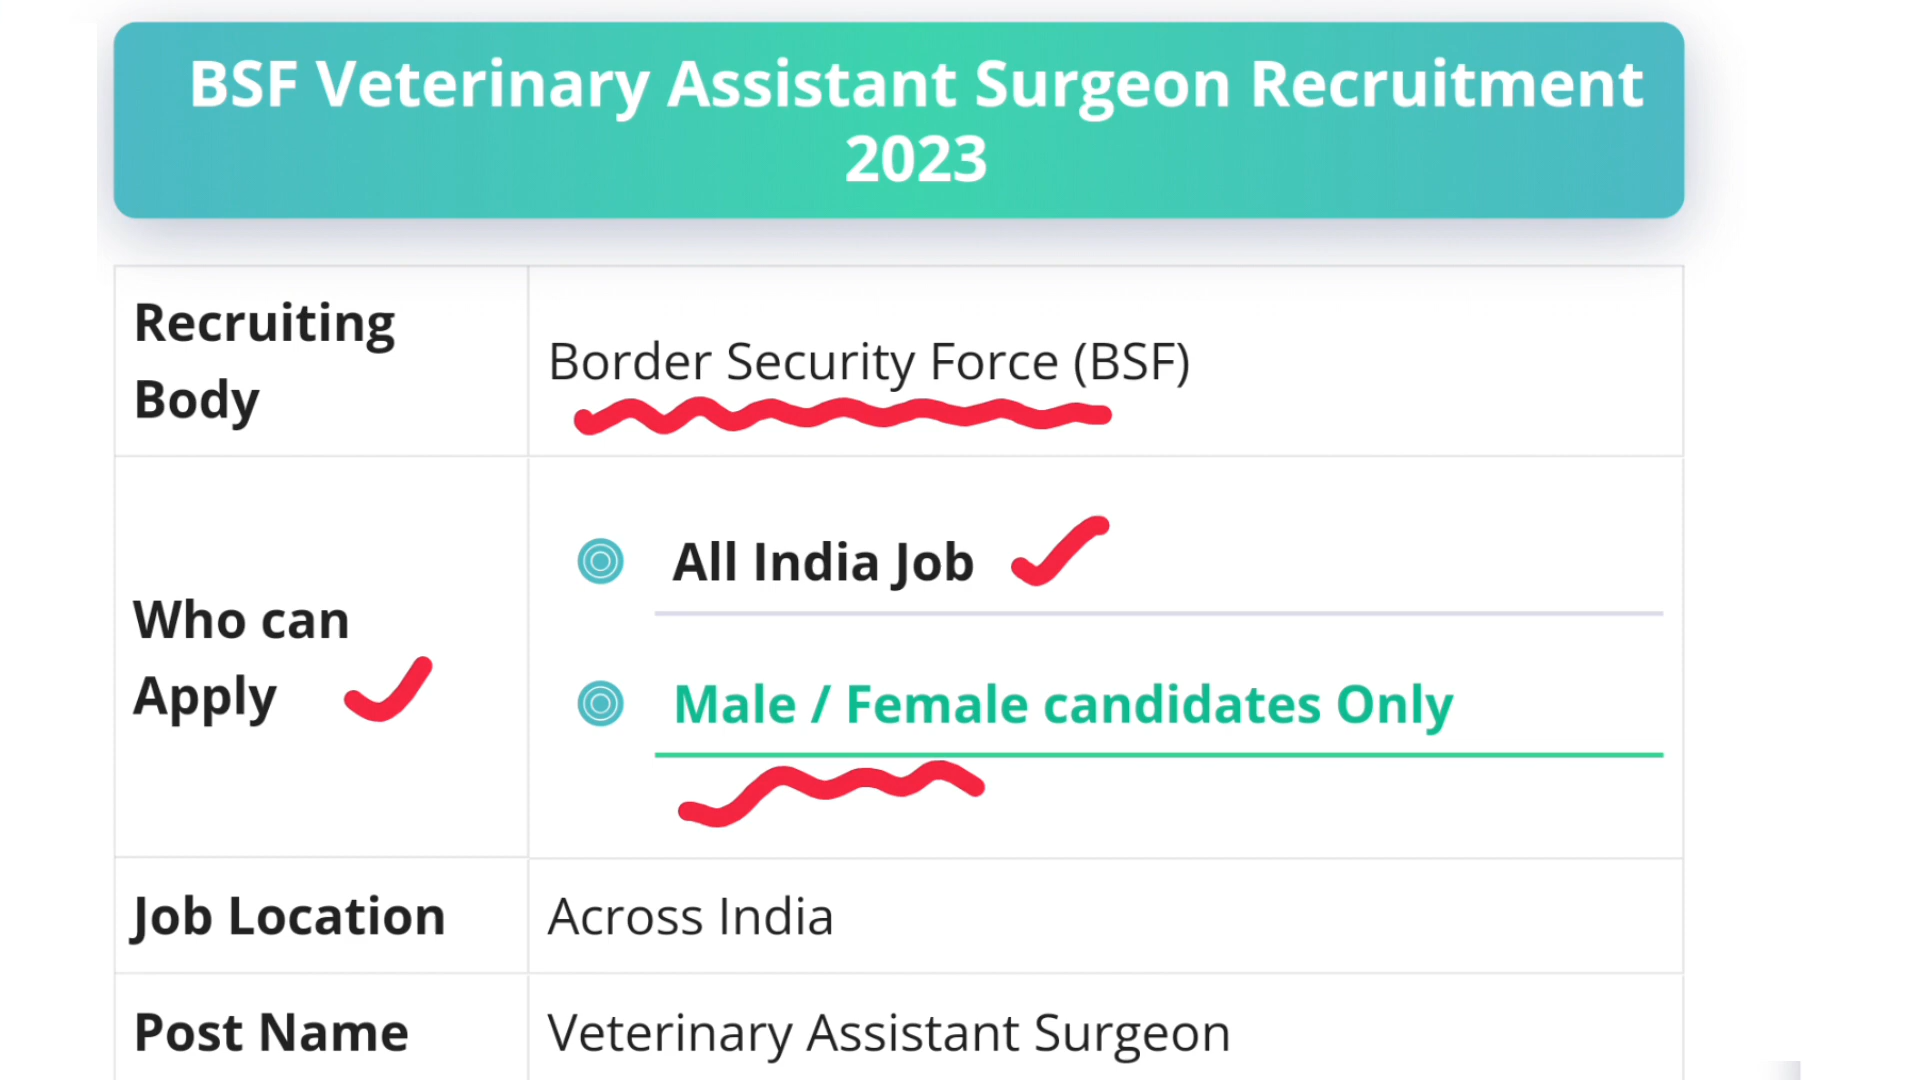 BSF Veterinary Assistant Surgeon Recruitment
2023
Recruiting
Body
Border Security Force (BSF)
Who can
Apply
All India Job
Male / Female candidates Only
Job Location
Across India
Post Name
Veterinary Assistant Surgeon